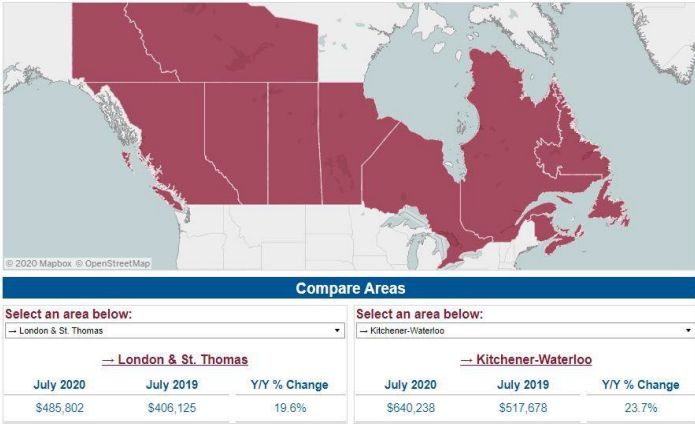 © 2020 Mapbox © OpenStreetMap
Compare Areas
Select an area below:
→ London & St. Thomas
→ London & St. Thomas
July 2020 July 2019 Y/Y % Change
$485,802 $406,125 19.6%
Select an area below:
→ Kitchener-Waterloo
→ Kitchener-Waterloo
July 2020 July 2019 Y/Y % Change
$640,238 $517,678 23.7%